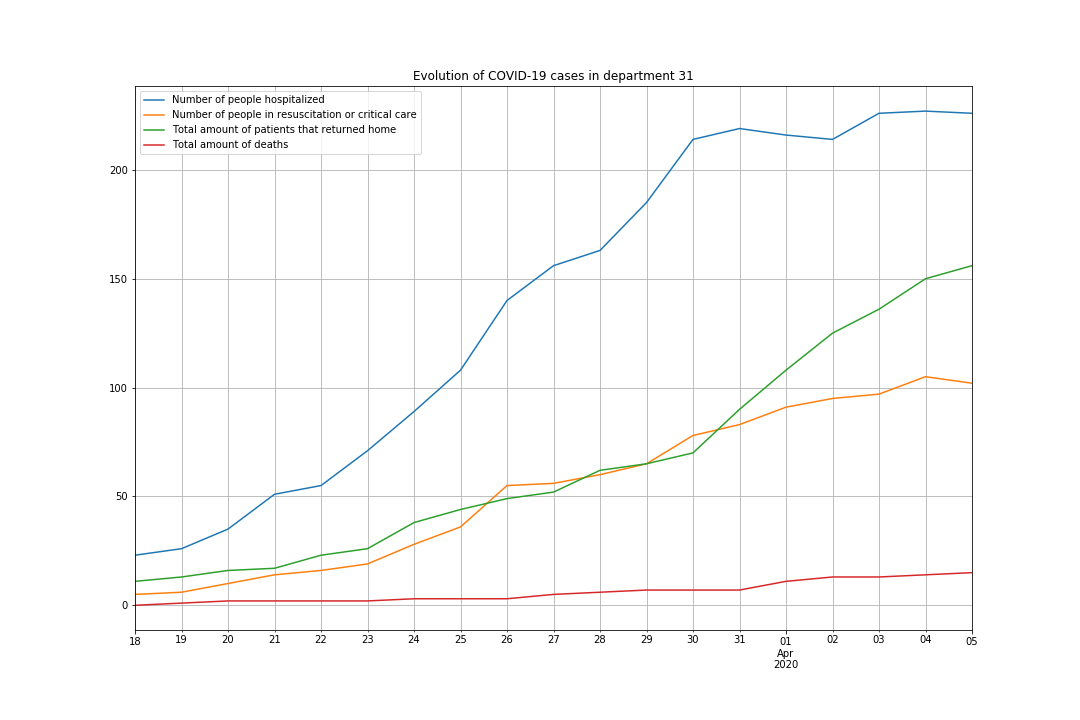 Evolution of COVID-19 cases in department 31
Number of people hospitalized
Number of people in resuscitation or critical care
Total amount of patients that returned home
Total amount of deaths
200
150
100
50
0
18 19 20 21 22 23 24 25 26 27 28 29 30 31 01 02 03 04 05
Apr
2020